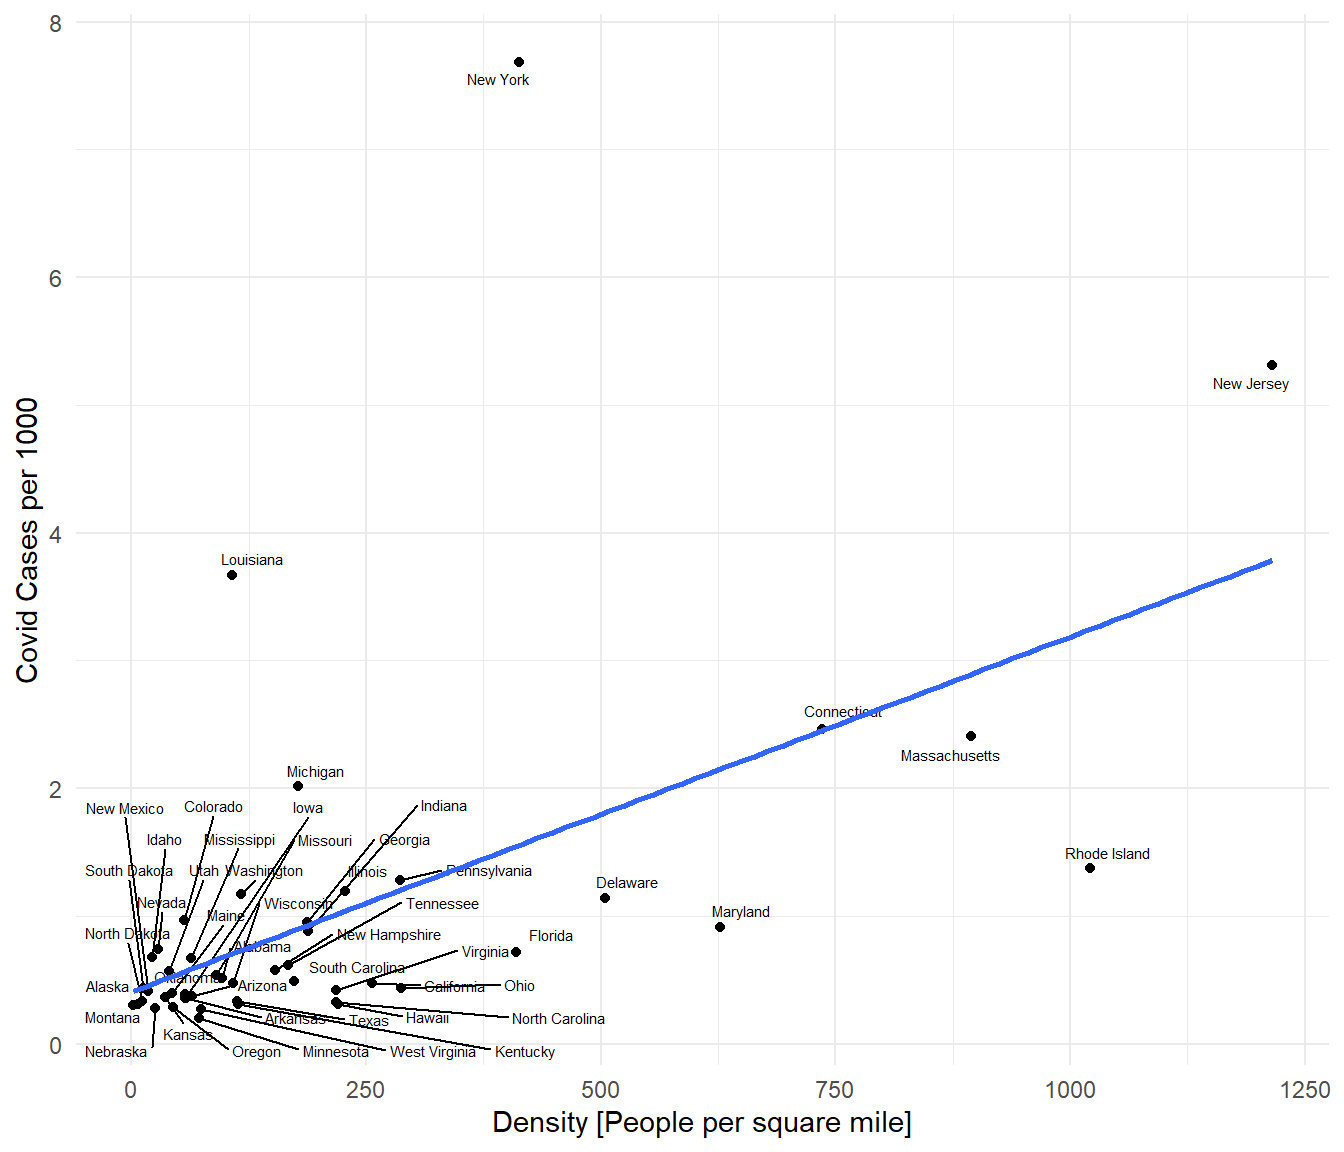 8
New York
6
New Jersey
Covid Cases per 1000
Louisiana
4
Connecticut
Massachusetts
Michigan
2
New Mexico
Colorado
Iowa
Indiana
Idaho
Mississippi
Missouri
Georgia
Rhode Island
South Dakota
Utah
Washington
Illinois
Pennsylvania
Delaware
Nevada
Maine
Wisconsin
Tennessee
Maryland
North Dakota
Alabama
New Hampshire
Florida
Virginia
South Carolina
Oklahoma
Alaska
Arizona
California
Ohio
Montana
Arkansas
Texas
Hawaii
North Carolina
Kansas
0
Nebraska
Oregon
Minnesota
West Virginia
Kentucky
0
250
500
750
1000
1250
Density [People per square mile]